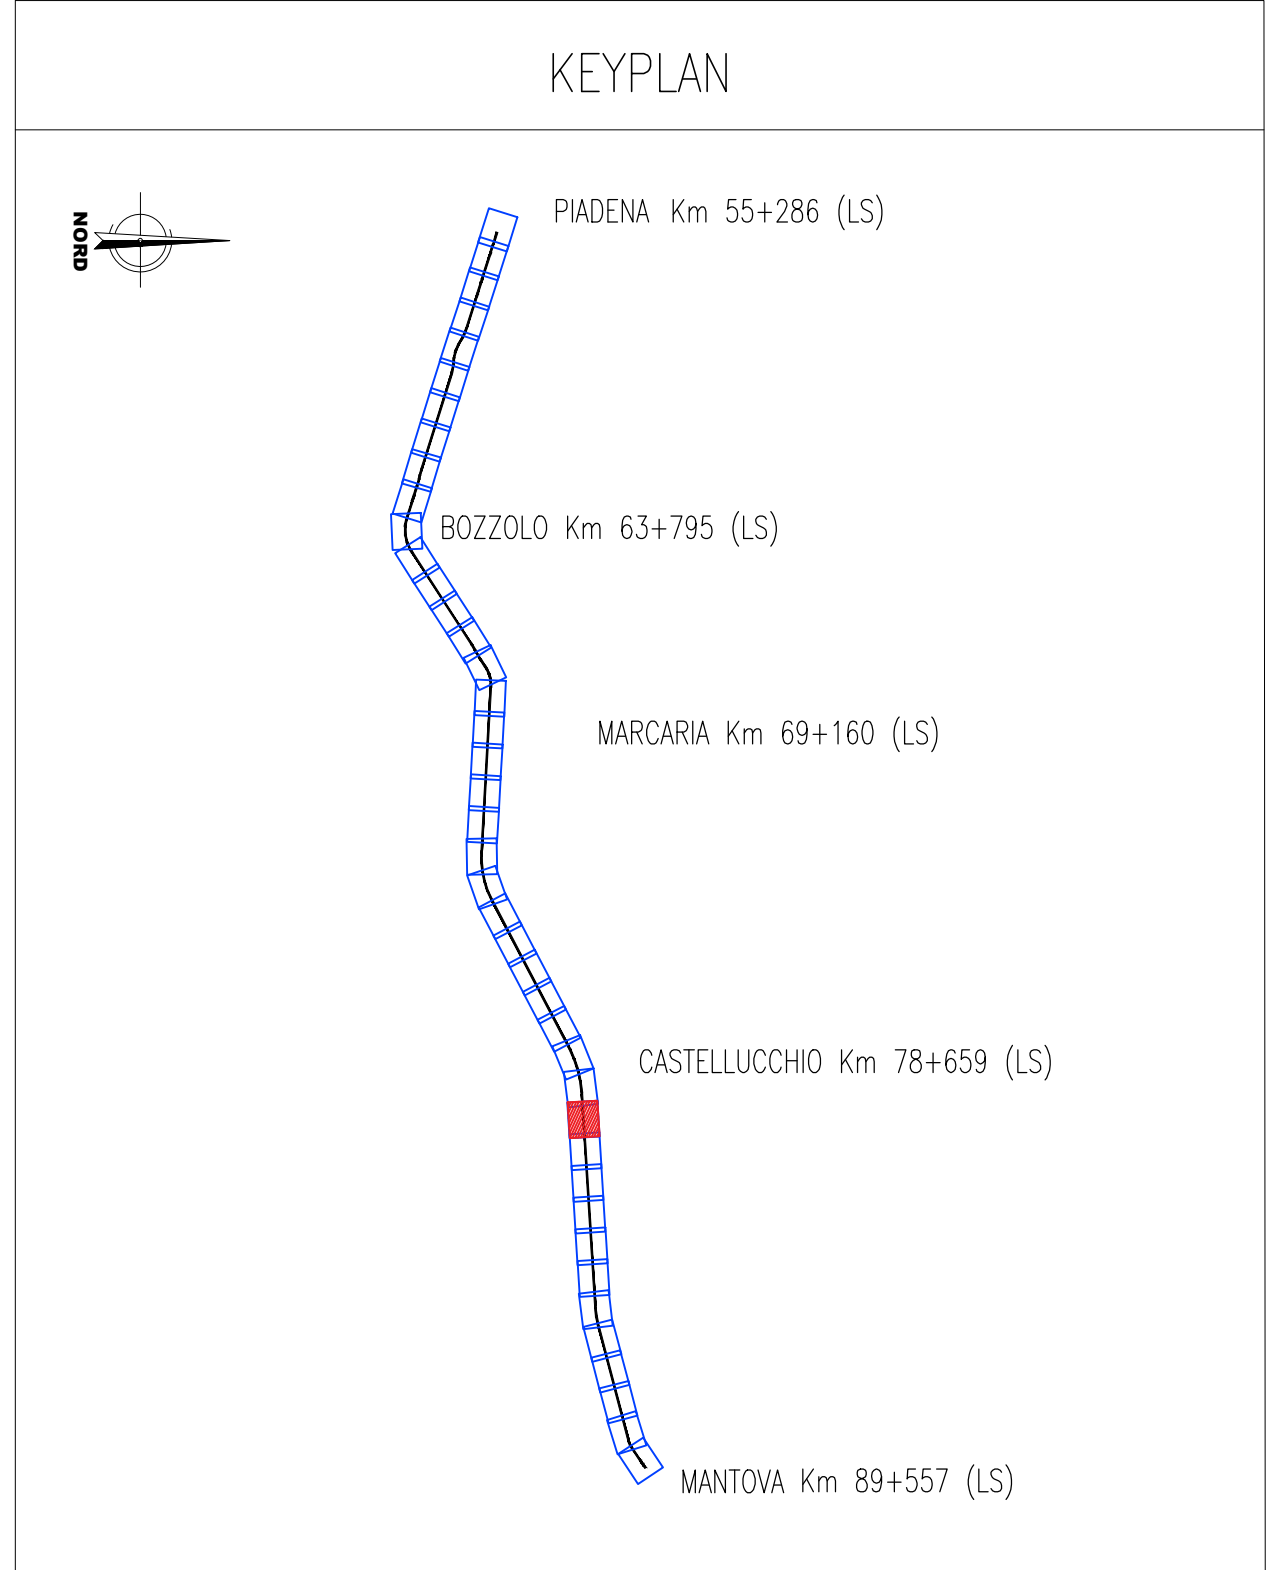 KEYPLAN
NORD
PIADENA Km 55+286 (LS)
BOZZOLO Km 63+795 (LS)
MARCARIA Km 69+160 (LS)
CASTELLUCCHIO Km 78+659 (LS)
MANTOVA Km 89+557 (LS)